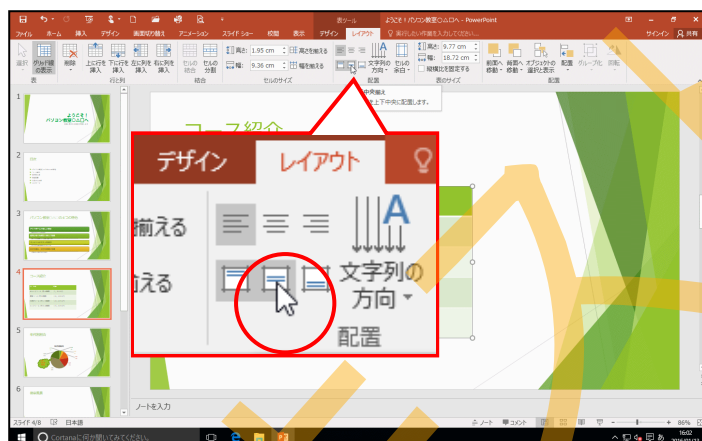 表ツール
ようこそ！パソコン教室○△□へ - PowerPoint
ファイル ホーム 挿入 デザイン 画面切り替え アニメーション スライド ショー 校閲 表示 デザイン レイアウト 実行したい作業を入力してください... サインイン 共有
選択 グリッド線の表示 削除 上に行を挿入 下に行を挿入 左に列を挿入 右に列を挿入 セルの結合 セルの分割
高さ: 1.95 cm 高さを揃える
幅: 9.36 cm 幅を揃える
文字列の方向 セルの余白
高さ: 9.77 cm
幅: 18.72 cm
縦横比を固定する
前面へ移動 背面へ移動 オブジェクトの選択と表示 配置 グループ化 回転
表 行と列 結合 セルのサイズ 配置 表のサイズ 配置
中央揃え
を上下中央に配置します。
コース紹介
デザイン レイアウト
揃える
文字列の
方向
配置
1
ようこそ！
パソコン教室○△□へ
2
3
4
5
6
ノートを入力
スライド 4/8 日本語 ノート コメント 86%
Cortanaに何か聞いてみてください。
16:02